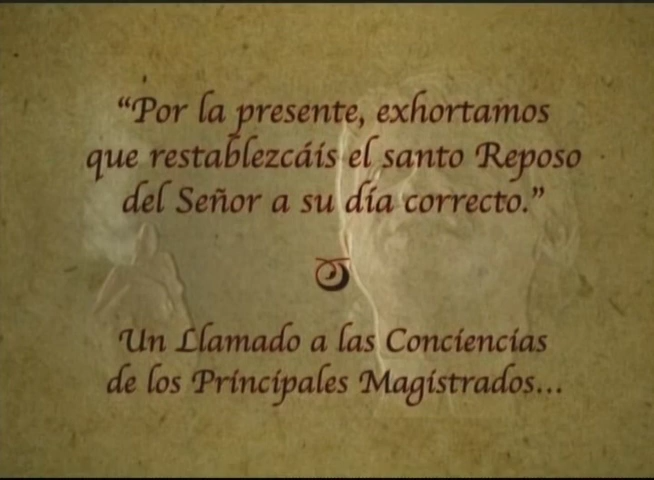 “Por la presente, exhortamos
que restablezcáis el santo Reposo
del Señor a su día correcto.”
Un Llamado a las Conciencias
de los Principales Magistrados...